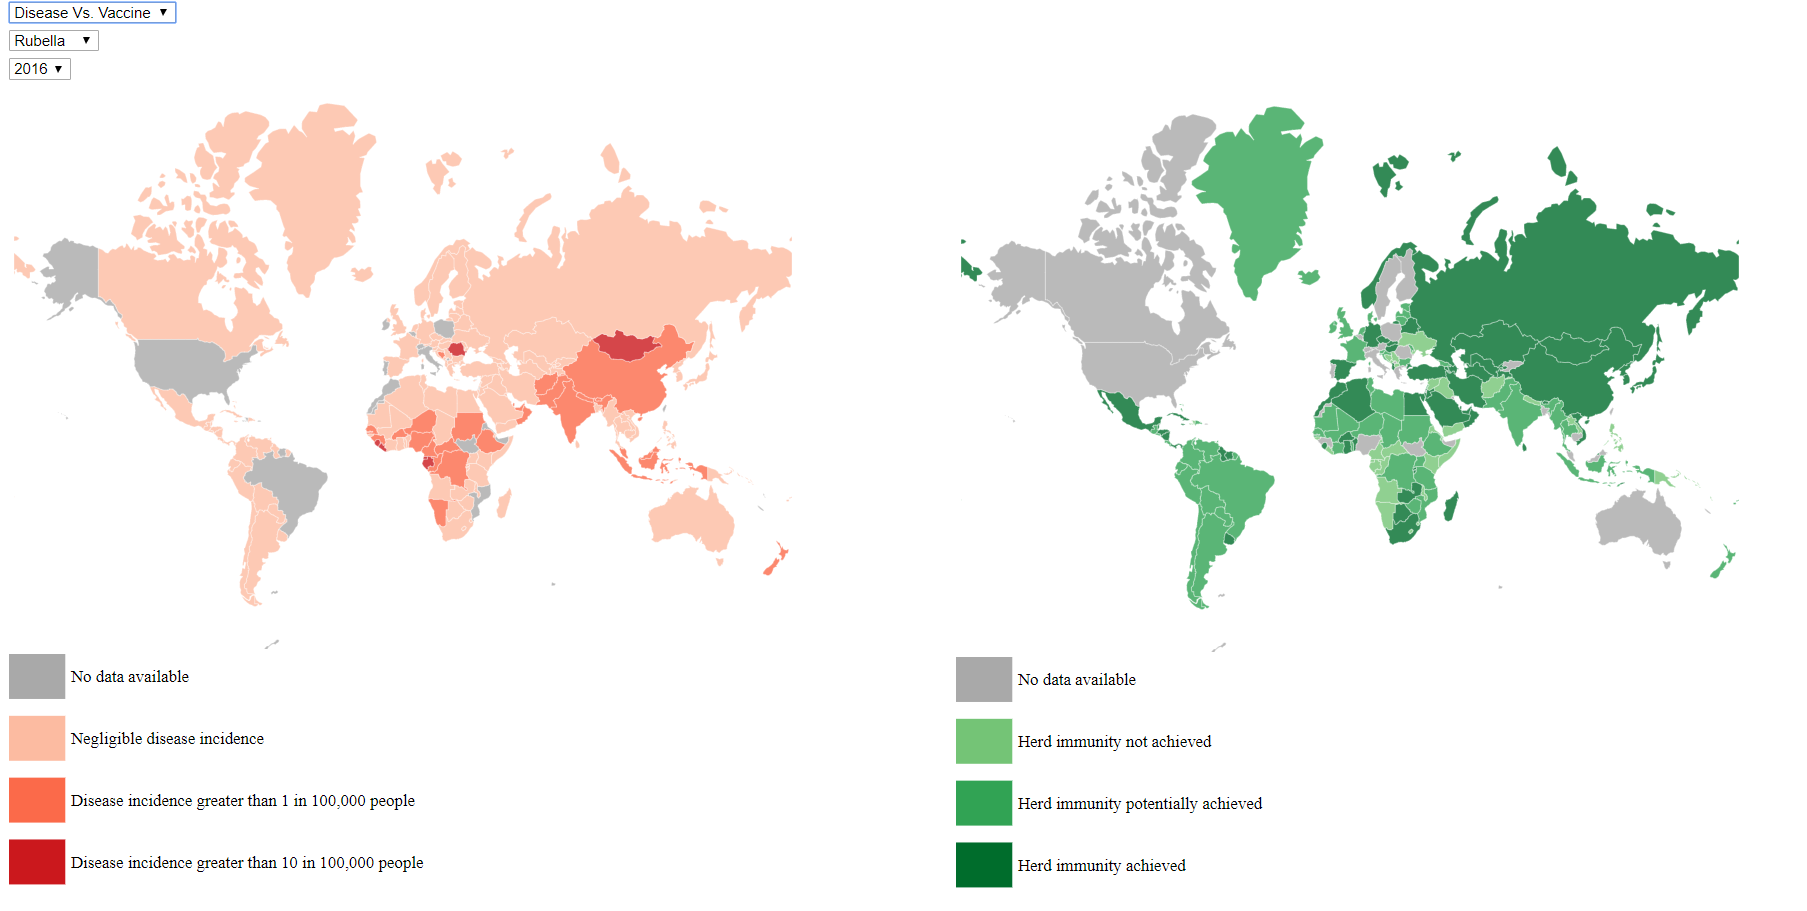 Disease Vs. Vaccine
Rubella
2016
No data available
Negligible disease incidence
Disease incidence greater than 1 in 100,000 people
Disease incidence greater than 10 in 100,000 people
No data available
Herd immunity not achieved
Herd immunity potentially achieved
Herd immunity achieved